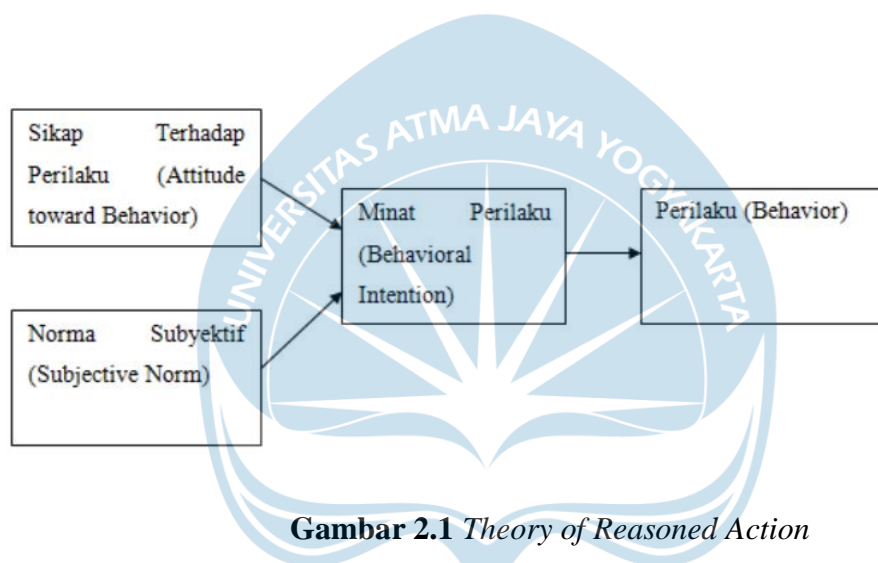 UNIVERSITAS ATMA JAYA YOGYAKARTA
Sikap Terhadap
Perilaku (Attitude
toward Behavior)
Norma Subyektif
(Subjective Norm)
Minat Perilaku
(Behavioral
Intention)
Perilaku (Behavior)
Gambar 2.1 Theory of Reasoned Action